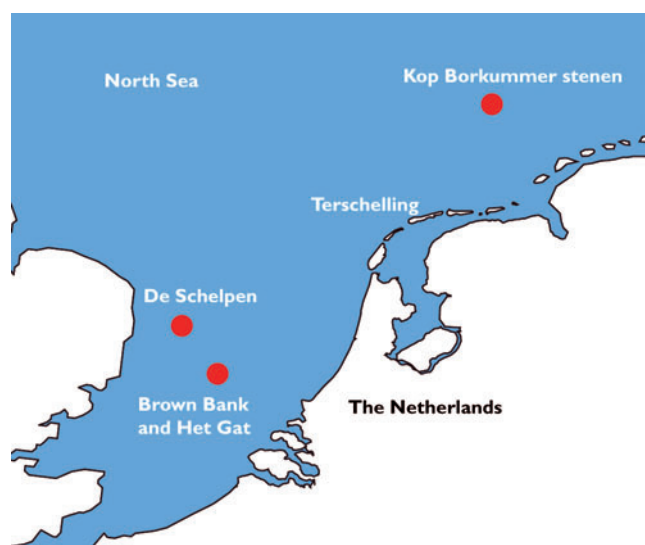 North Sea
Kop Borkummer stenen
Terschelling
De Schelpen
Brown Bank
and Het Gat
The Netherlands